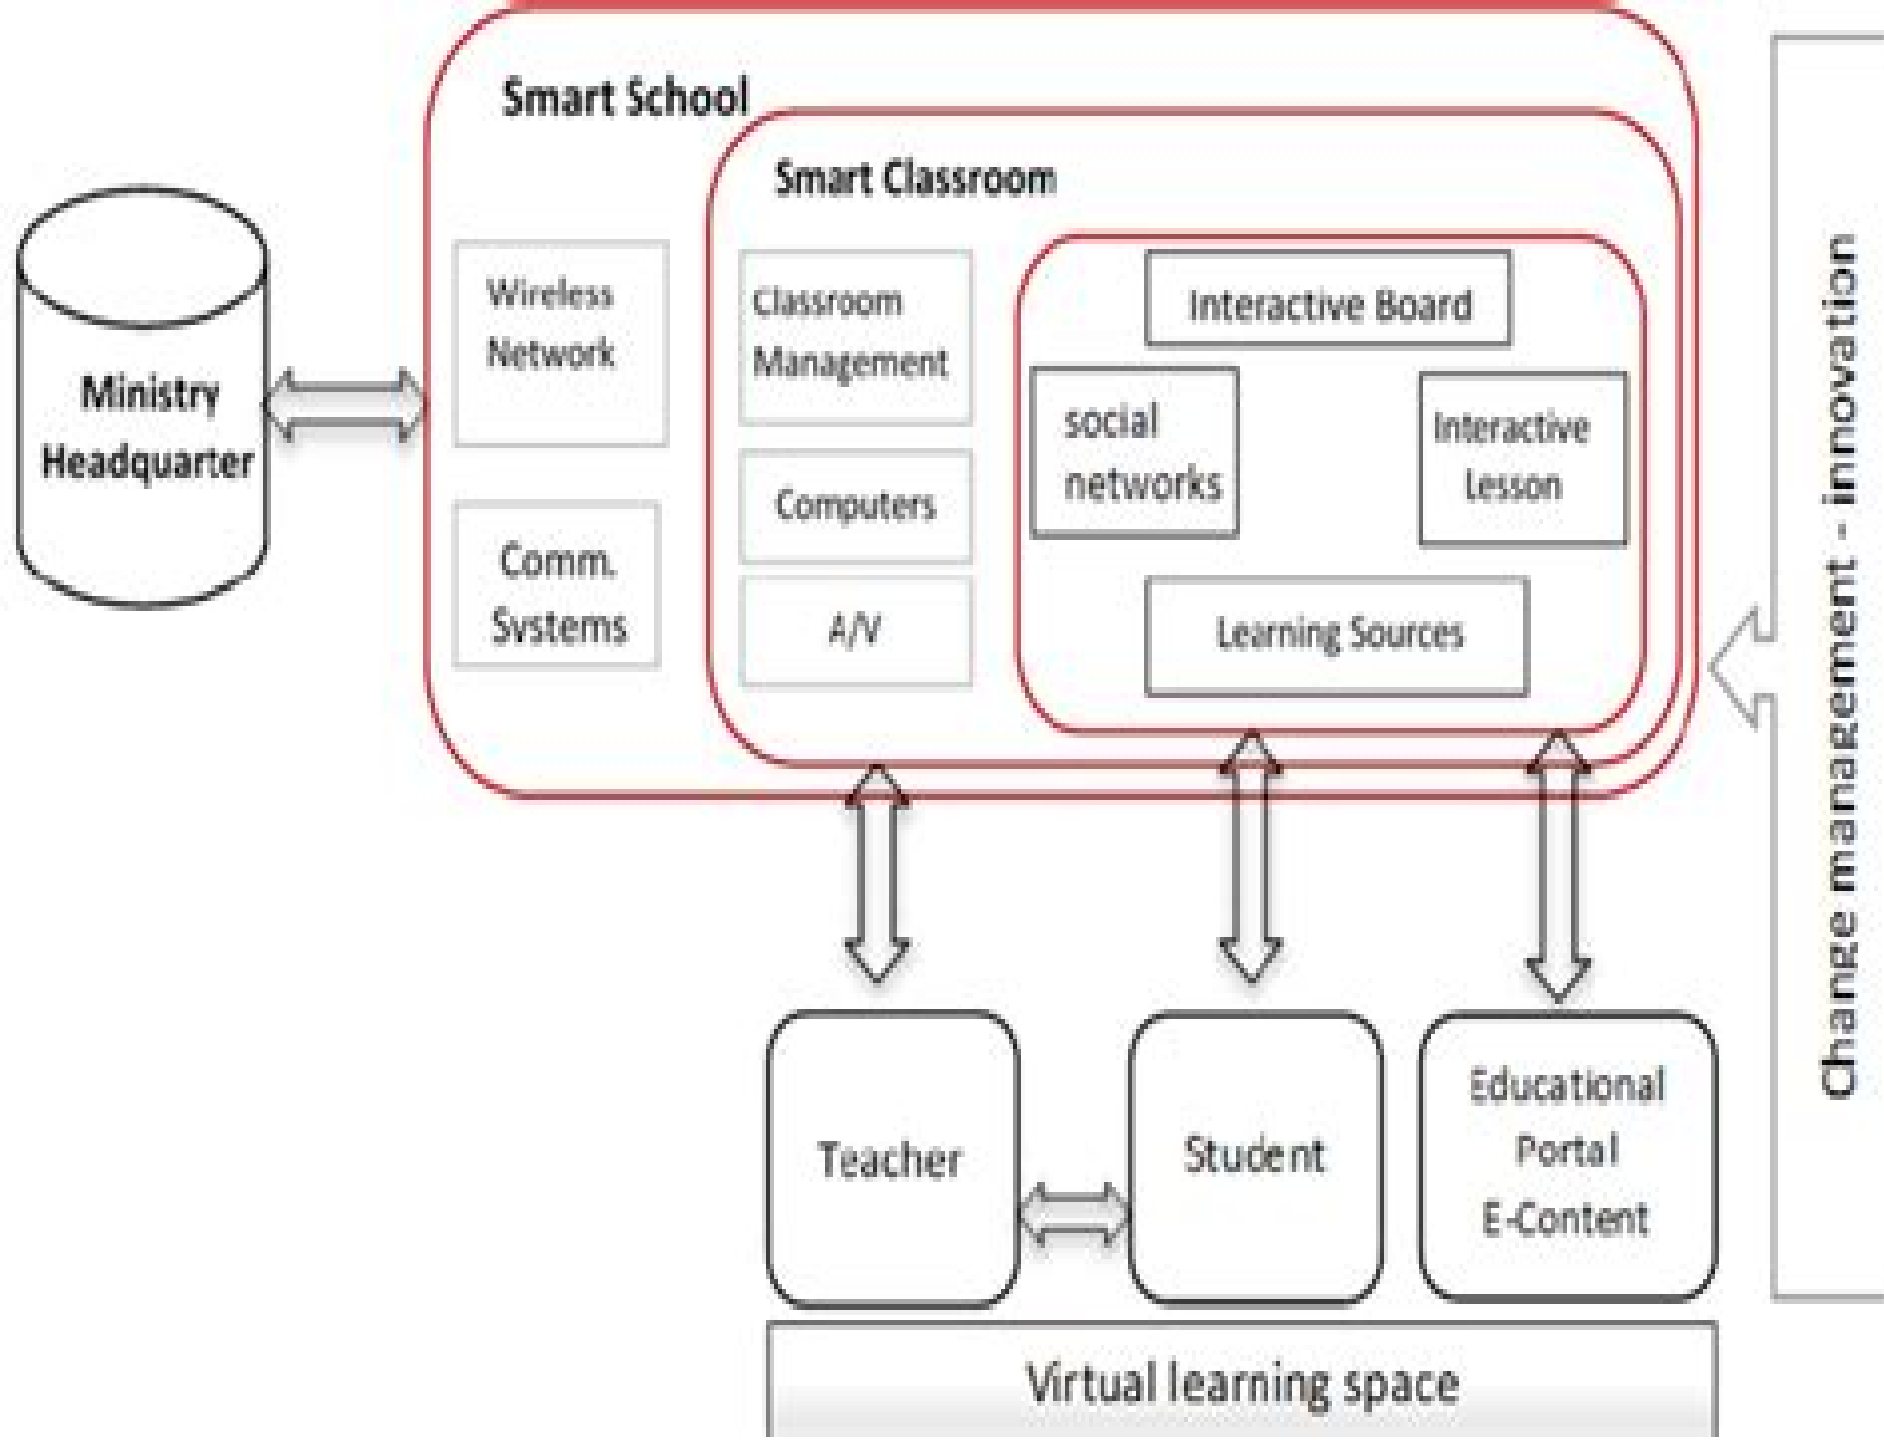 Smart School
Smart Classroom
Ministry
Headquarter
Wireless
Network
Comm.
Systems
Classroom
Management
Computers
A/V
Interactive Board
social
networks
Interactive
Lesson
Learning Sources
Change management - innovation
Teacher
Student
Educational
Portal
E-Content
Virtual learning space